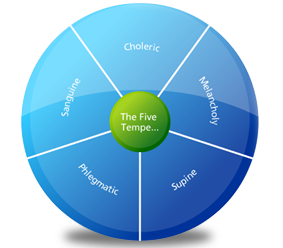 Choleric
Melancholy
Supine
Phlegmatic
Sanguine
The Five
Tempe...